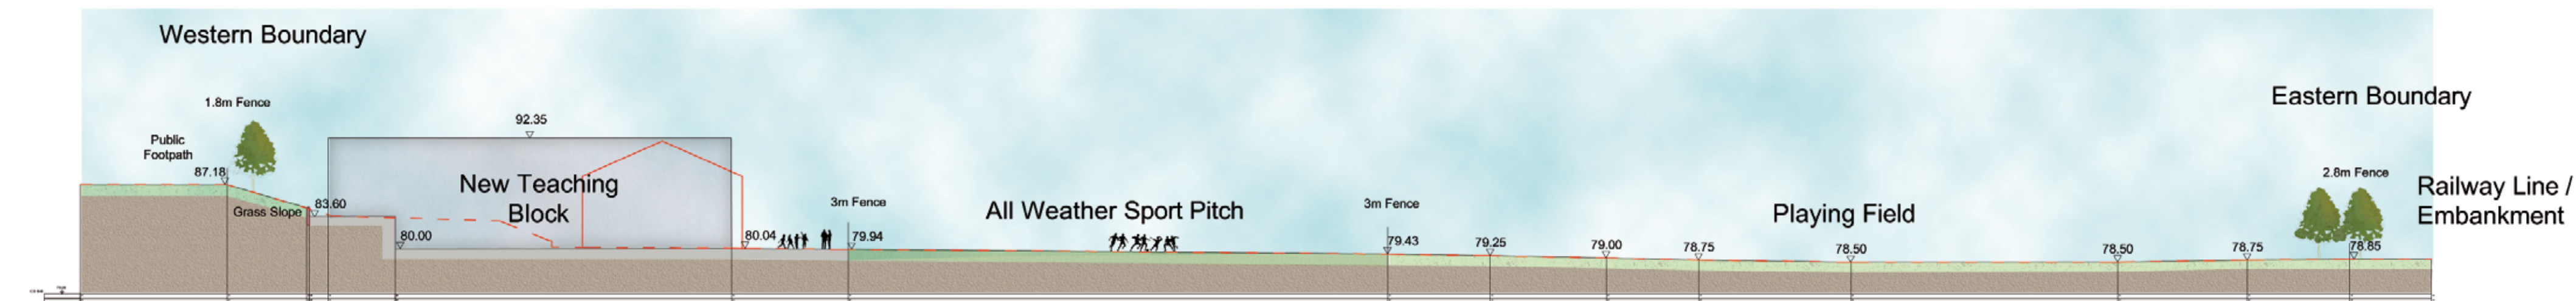 Western Boundary
1.8m Fence
Public
Footpath
87.18
Grass Slope
83.60
80.00
92.35
New Teaching
Block
80.04
3m Fence
79.94
All Weather Sport Pitch
3m Fence
79.43
79.25
79.00
78.75
78.50
Playing Field
78.50
78.75
Eastern Boundary
2.8m Fence
78.85
Railway Line /
Embankment